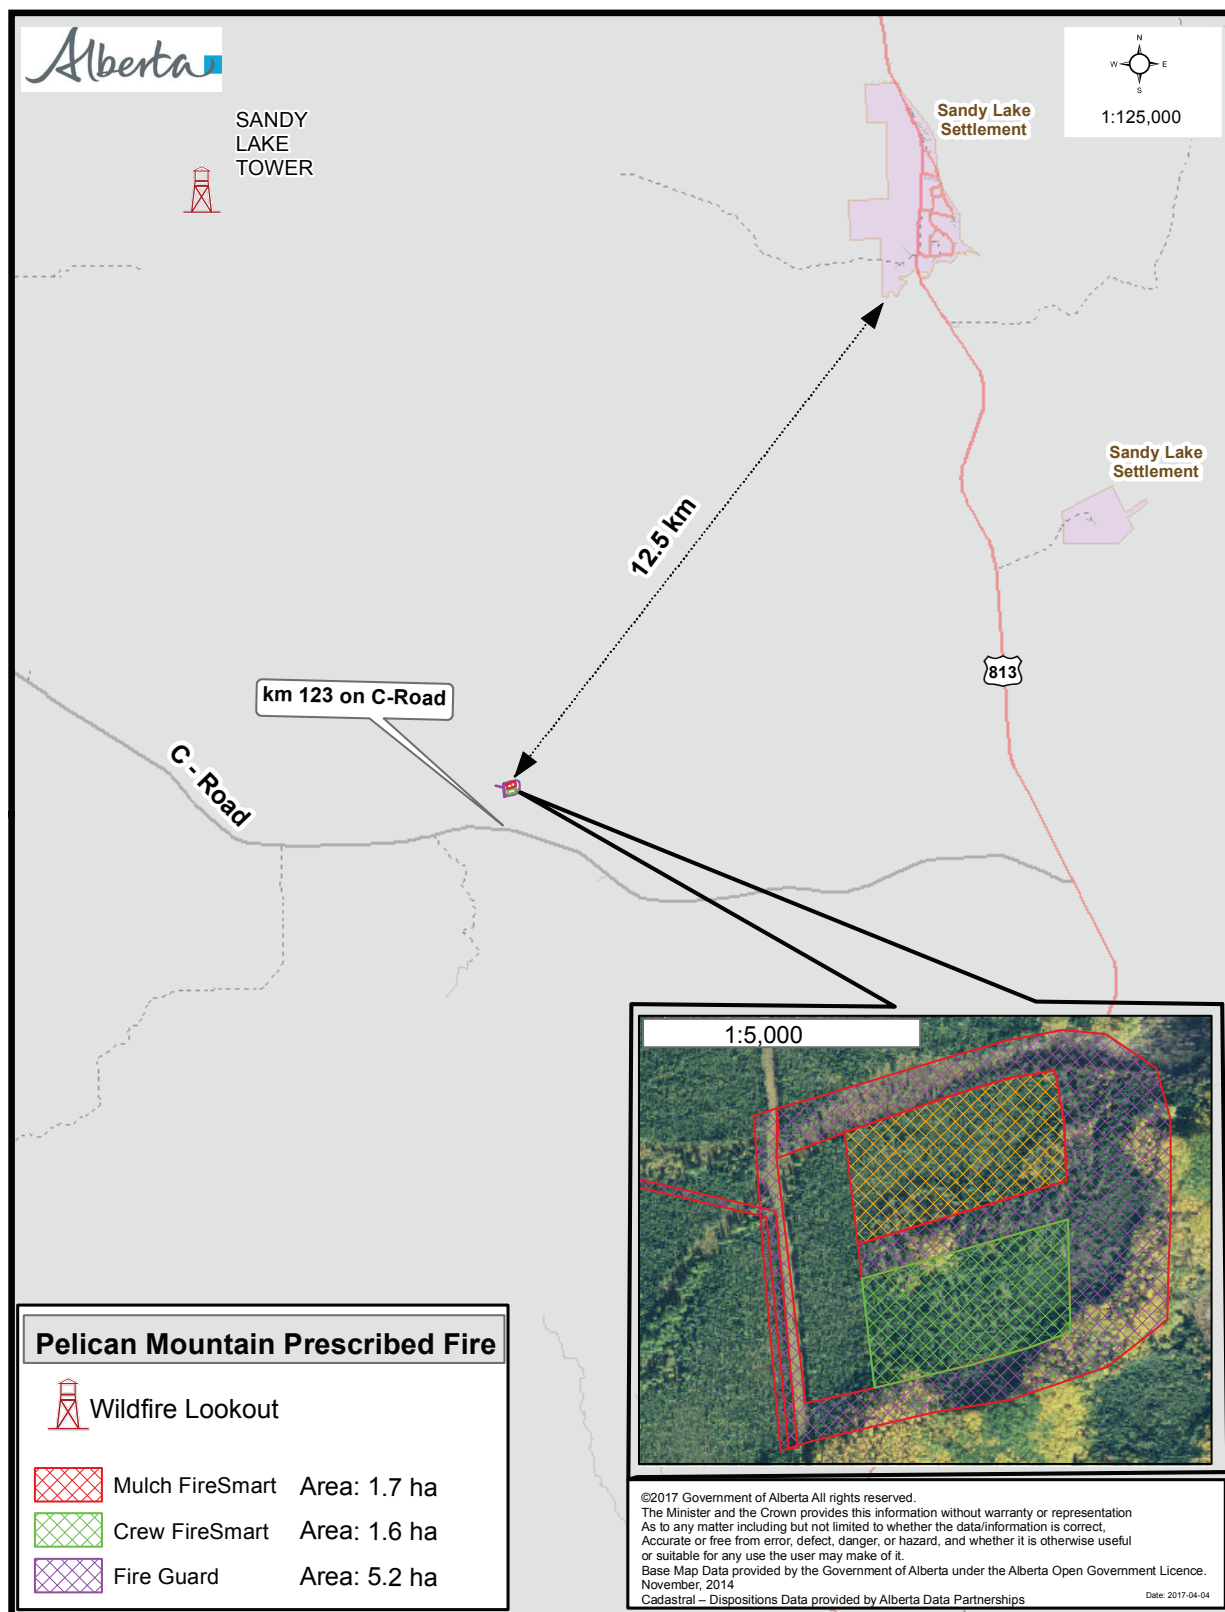 Alberta
N
W E
S
1:125,000
SANDY
LAKE
TOWER
Sandy Lake
Settlement
Sandy Lake
Settlement
12.5 km
813
km 123 on C-Road
C - Road
1:5,000
Pelican Mountain Prescribed Fire
Wildfire Lookout
Mulch FireSmart Area: 1.7 ha
Crew FireSmart Area: 1.6 ha
Fire Guard Area: 5.2 ha
©2017 Government of Alberta All rights reserved.
The Minister and the Crown provides this information without warranty or representation
As to any matter including but not limited to whether the data/information is correct,
Accurate or free from error, defect, danger, or hazard, and whether it is otherwise useful
or suitable for any use the user may make of it.
Base Map Data provided by the Government of Alberta under the Alberta Open Government Licence.
November, 2014
Cadastral – Dispositions Data provided by Alberta Data Partnerships
Date: 2017-04-04